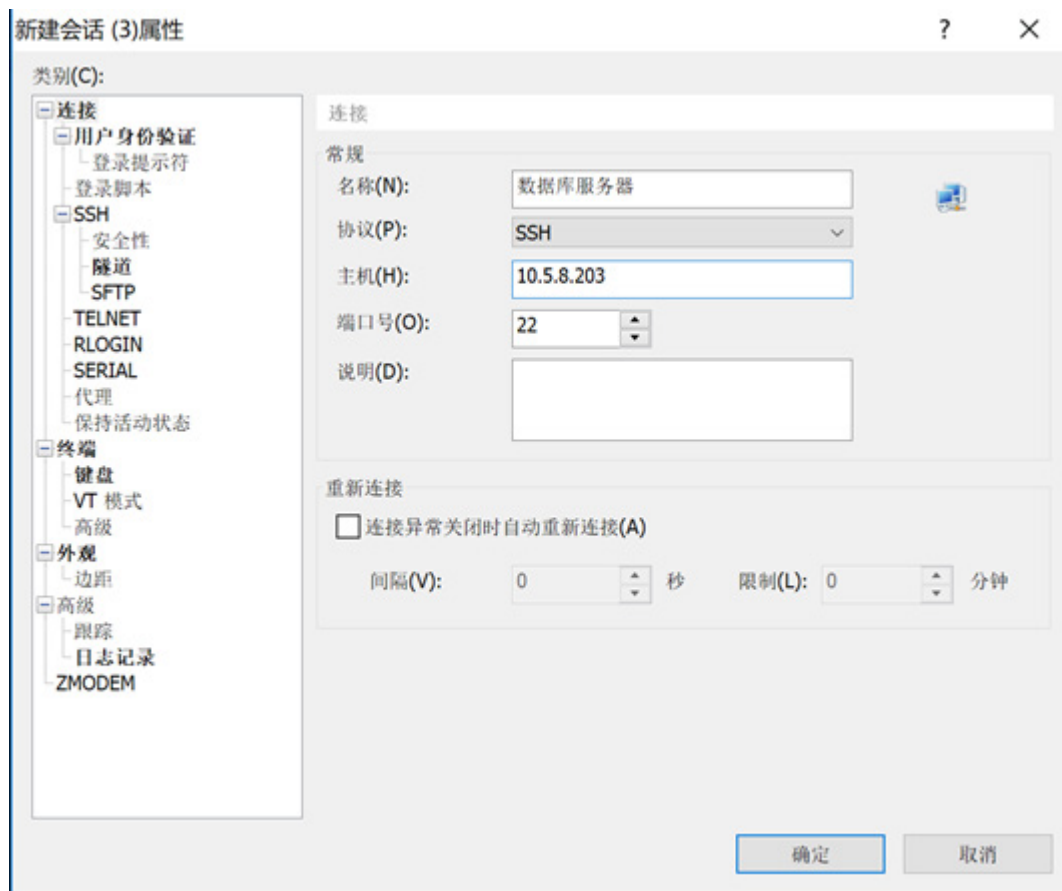 新建会话 (3)属性
?
类别(C):
连接
用户身份验证
登录提示符
登录脚本
SSH
安全性
隧道
SFTP
TELNET
RLOGIN
SERIAL
代理
保持活动状态
终端
键盘
VT 模式
高级
外观
边距
高级
跟踪
日志记录
ZMODEM
连接
常规
名称(N): 数据库服务器
协议(P): SSH
主机(H): 10.5.8.203
端口号(O): 22
说明(D):
重新连接
连接异常关闭时自动重新连接(A)
间隔(V): 0 秒 限制(L): 0 分钟
确定 取消